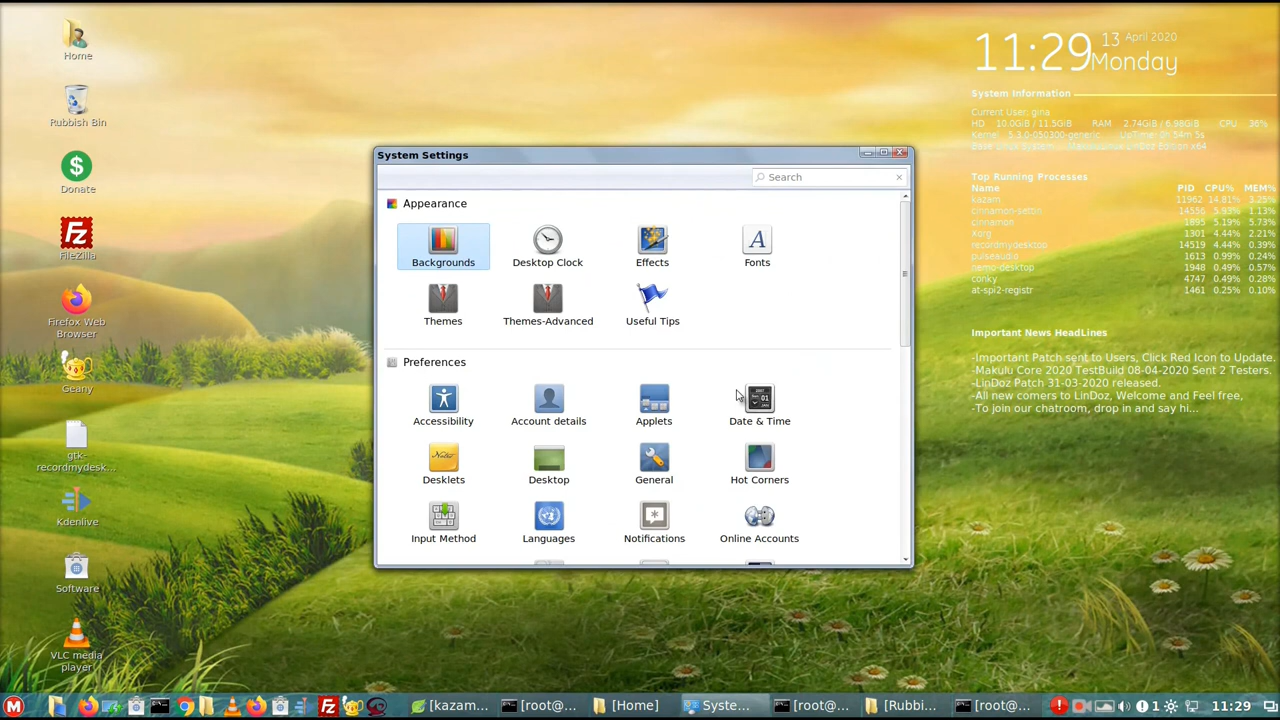 Home
Rubbish Bin
Donate
FileZilla
Firefox Web
Browser
Geany
gtk-
recordmydesk...
Kdenlive
Software
VLC media
player
System Settings
Search
Appearance
Backgrounds
Desktop Clock
Effects
Fonts
Themes
Themes-Advanced
Useful Tips
Preferences
Accessibility
Account details
Applets
Date & Time
Desklets
Desktop
General
Hot Corners
Input Method
Languages
Notifications
Online Accounts
11:29 13 April 2020
Monday
System Information
Current User: gina
HD 10.0GiB / 11.5GiB RAM 2.74GiB / 6.98GiB CPU 36%
Kernel 5.3.0-050300-generic UpTime: 0h 54m 5s
Base Linux System / MakuluLinux LinDoz Edition x64
Top Running Processes
Name PID CPU% MEM%
kazam 11962 14.81% 3.25%
cinnamon-settin 14556 5.93% 1.13%
cinnamon 1895 5.19% 5.73%
Xorg 1301 4.44% 2.21%
recordmydesktop 14519 4.44% 0.39%
pulseaudio 1613 0.99% 0.24%
nemo-desktop 1948 0.49% 0.57%
conky 4747 0.49% 0.28%
at-spi2-registr 1461 0.25% 0.10%
Important News HeadLines
-Important Patch sent to Users, Click Red Icon to Update.
-Makulu Core 2020 TestBuild 08-04-2020 Sent 2 Testers.
-LinDoz Patch 31-03-2020 released.
-All new comers to LinDoz, Welcome and Feel free,
-To join our chatroom, drop in and say hi...
[kazam...
[root@...
[Home]
Syste...
[root@...
[Rubbi...
[root@...
1
11:29